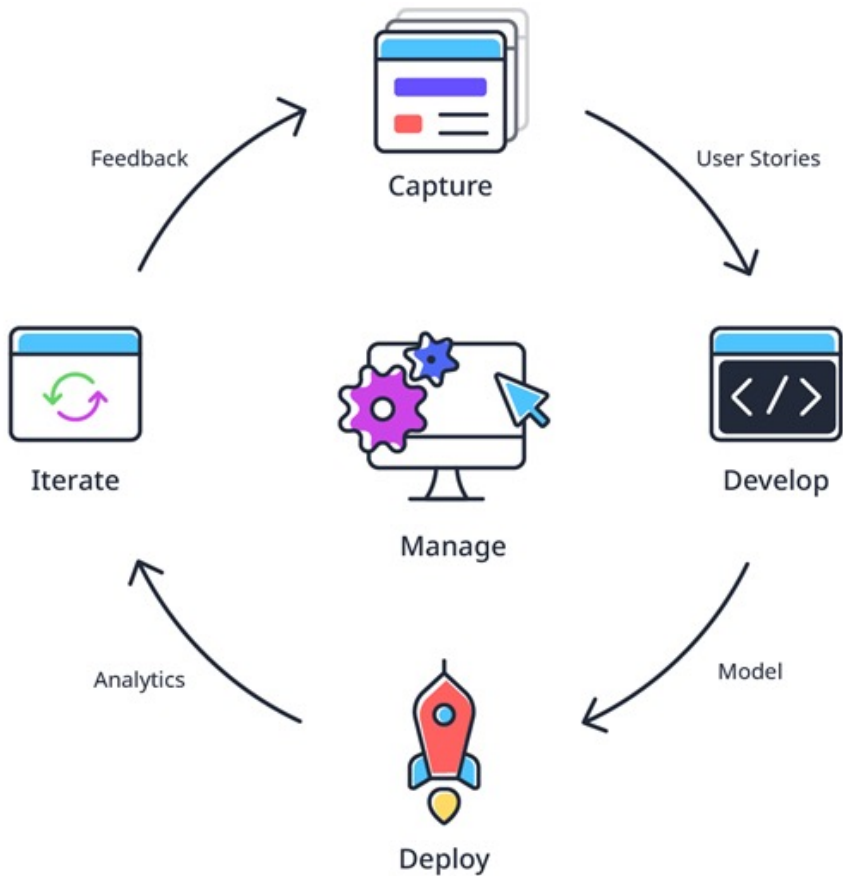 Capture
Feedback
User Stories
Iterate
</>
Develop
Manage
Analytics
Model
Deploy